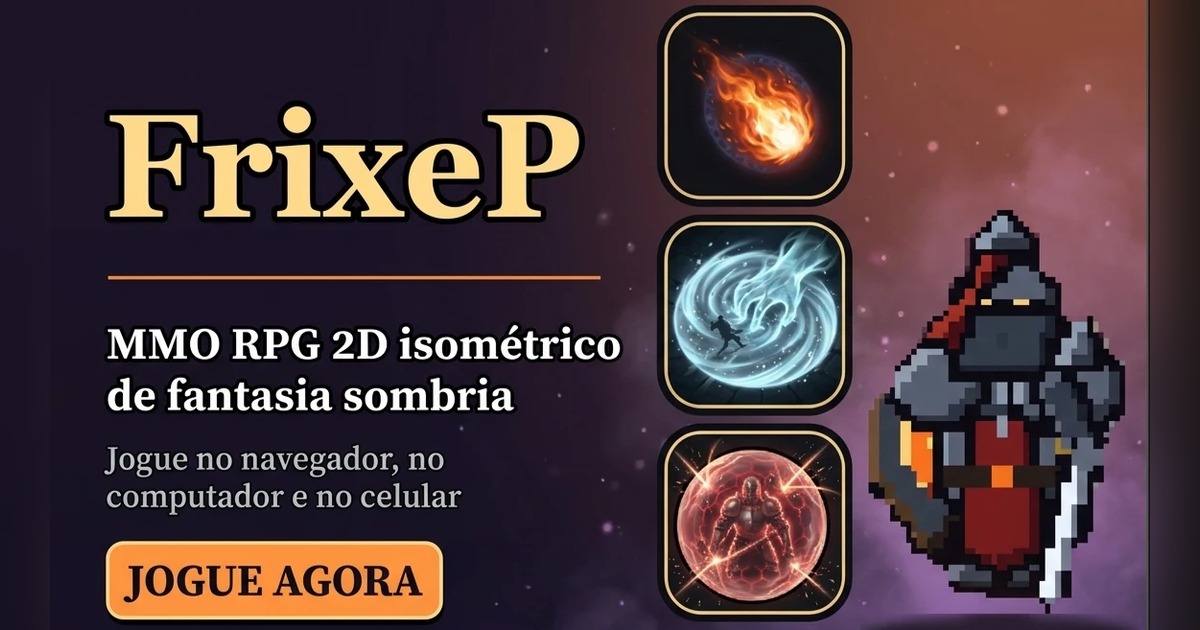 FrixeP
MMO RPG 2D isométrico
de fantasia sombria
Jogue no navegador, no
computador e no celular
JOGUE AGORA